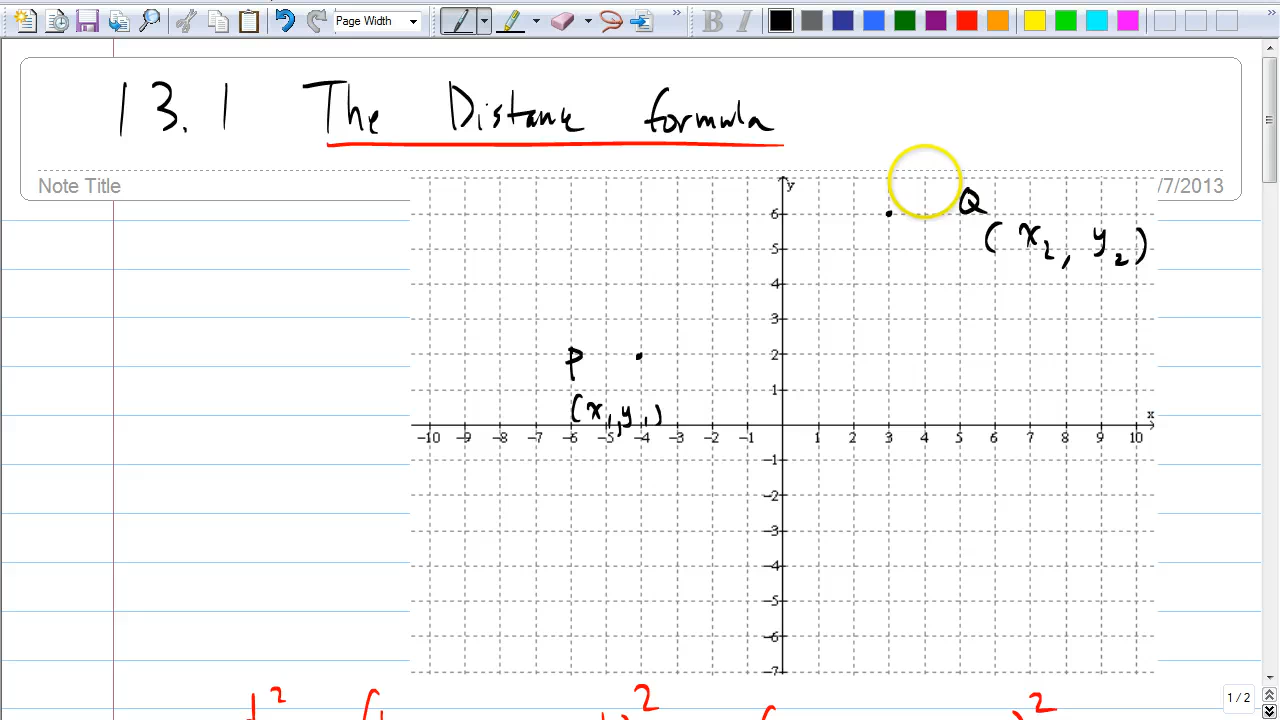 Page Width
B I
13.1 The Distance formula
Note Title
/7/2013
y
Q
(x₂, y₂)
6
5
4
3
2
1
P
(x₁, y₁)
x
-10 -9 -8 -7 -6 -5 -4 -3 -2 -1 1 2 3 4 5 6 7 8 9 10
-1
-2
-3
-4
-5
-6
-7
1 / 2